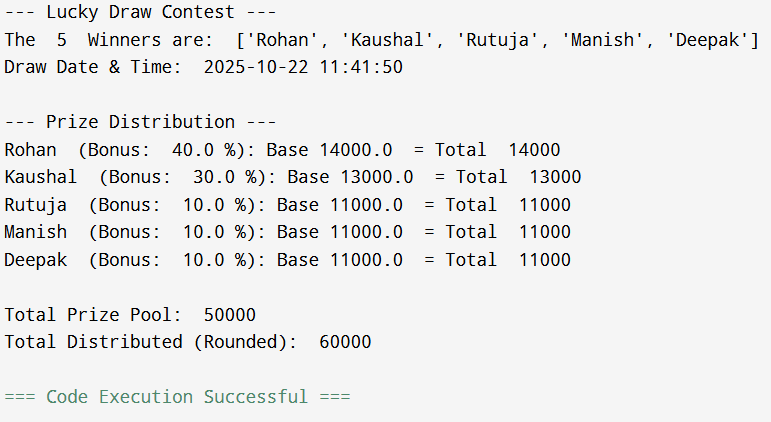 --- Lucky Draw Contest ---
The  5  Winners are:  ['Rohan', 'Kaushal', 'Rutuja', 'Manish', 'Deepak']
Draw Date & Time:  2025-10-22 11:41:50
--- Prize Distribution ---
Rohan  (Bonus:  40.0 %): Base 14000.0  = Total  14000
Kaushal  (Bonus:  30.0 %): Base 13000.0  = Total  13000
Rutuja  (Bonus:  10.0 %): Base 11000.0  = Total  11000
Manish  (Bonus:  10.0 %): Base 11000.0  = Total  11000
Deepak  (Bonus:  10.0 %): Base 11000.0  = Total  11000
Total Prize Pool:  50000
Total Distributed (Rounded):  60000
=== Code Execution Successful ===